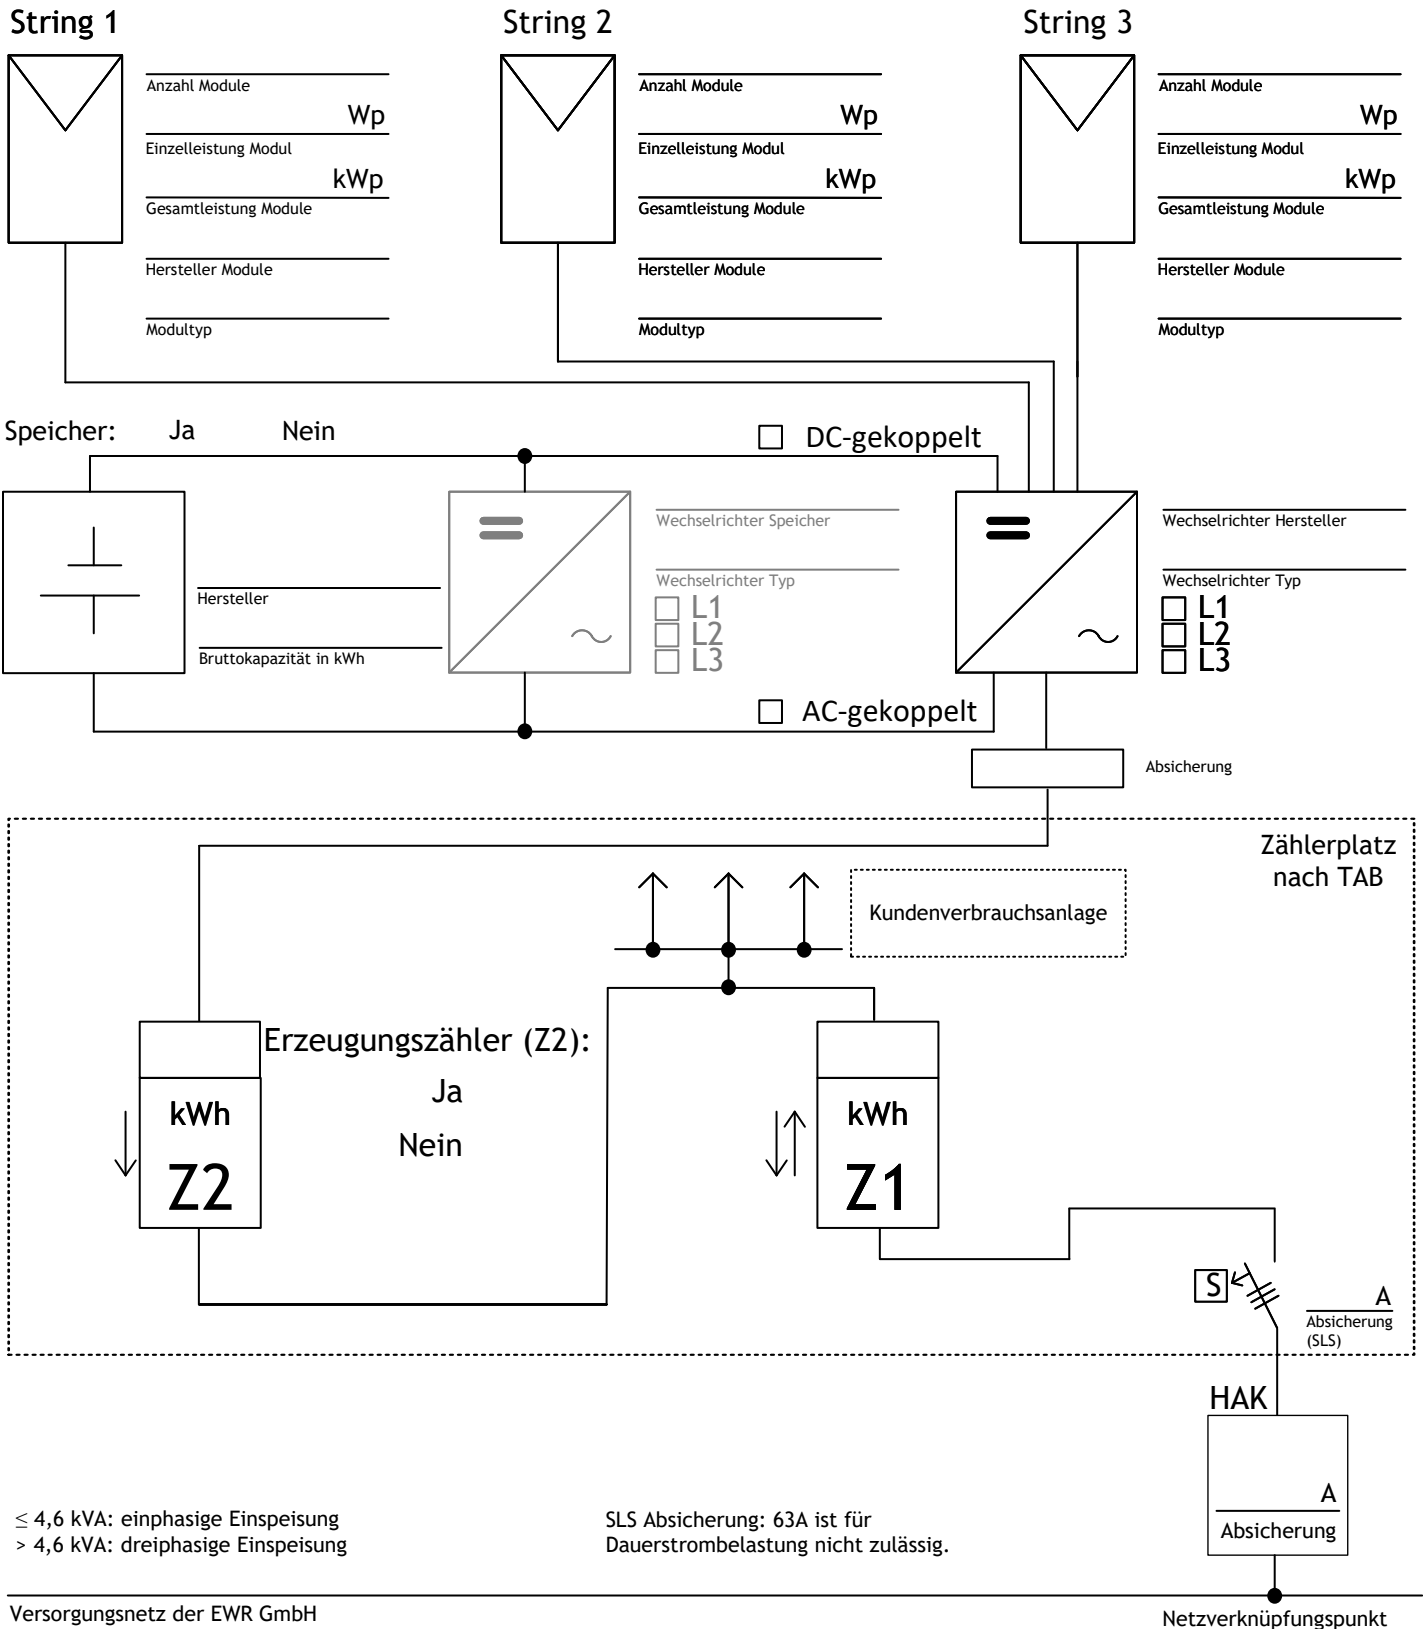 String 1
String 2
String 3
Anzahl Module
Anzahl Module
Anzahl Module
Wp
Wp
Wp
Einzelleistung Modul
Einzelleistung Modul
Einzelleistung Modul
kWp
kWp
kWp
Gesamtleistung Module
Gesamtleistung Module
Gesamtleistung Module
Hersteller Module
Hersteller Module
Hersteller Module
Modultyp
Modultyp
Modultyp
Speicher: Ja Nein
DC-gekoppelt
Wechselrichter Speicher
Wechselrichter Hersteller
Wechselrichter Typ
Wechselrichter Typ
Hersteller
L1
L2
L3
L1
L2
L3
Bruttokapazität in kWh
AC-gekoppelt
Absicherung
Zählerplatz
nach TAB
Kundenverbrauchsanlage
Erzeugungszähler (Z2):
Ja
Nein
kWh
Z2
kWh
Z1
S
A
Absicherung
(SLS)
HAK
A
Absicherung
≤ 4,6 kVA: einphasige Einspeisung
> 4,6 kVA: dreiphasige Einspeisung
SLS Absicherung: 63A ist für
Dauerstrombelastung nicht zulässig.
Versorgungsnetz der EWR GmbH
Netzverknüpfungspunkt